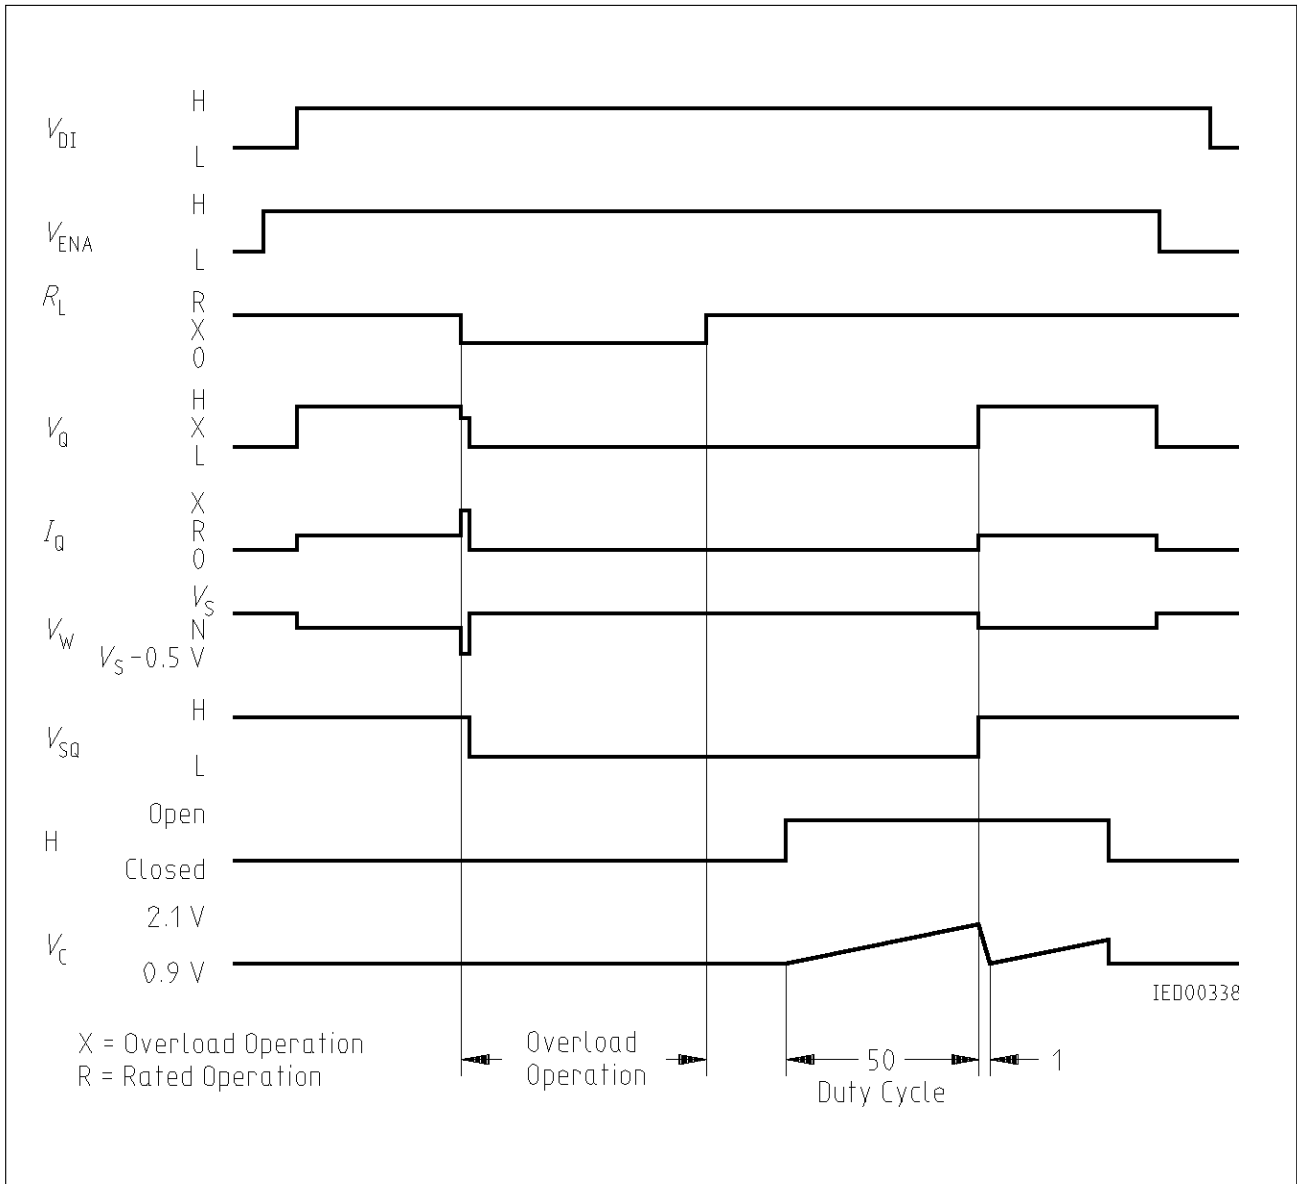 H
V_DI
L
H
V_ENA
L
R_L
R
X
0
H
V_Q
X
L
X
I_Q
R
0
V_S
V_W
N
V_S -0.5 V
H
V_SQ
L
Open
H
Closed
2.1 V
V_C
0.9 V
IED00338
X = Overload Operation
R = Rated Operation
Overload
Operation
50
1
Duty Cycle